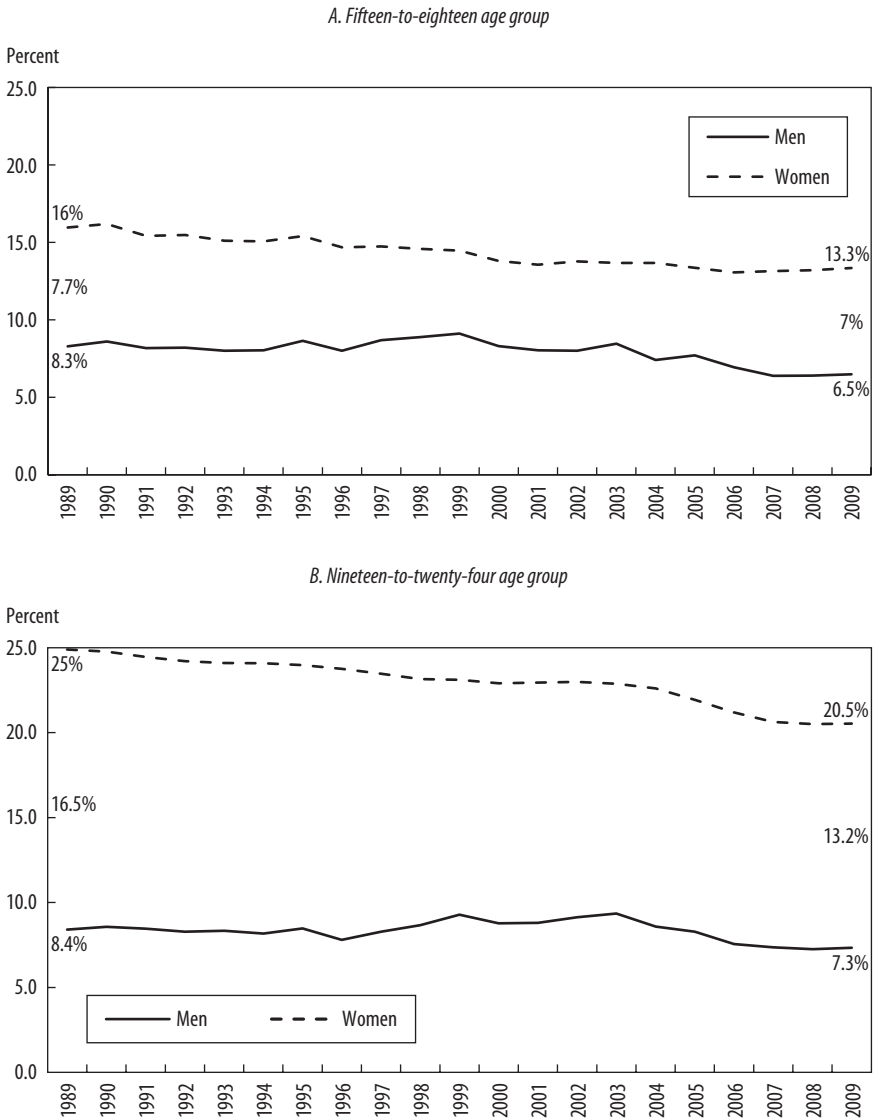 A. Fifteen-to-eighteen age group
Percent
25.0
Men
20.0
Women
16%
15.0
13.3%
7.7%
10.0
7%
8.3%
6.5%
5.0
0.0
1989 1990 1991 1992 1993 1994 1995 1996 1997 1998 1999 2000 2001 2002 2003 2004 2005 2006 2007 2008 2009
B. Nineteen-to-twenty-four age group
Percent
25.0
25%
20.5%
20.0
16.5%
15.0
13.2%
10.0
8.4%
7.3%
5.0
Men Women
0.0
1989 1990 1991 1992 1993 1994 1995 1996 1997 1998 1999 2000 2001 2002 2003 2004 2005 2006 2007 2008 2009